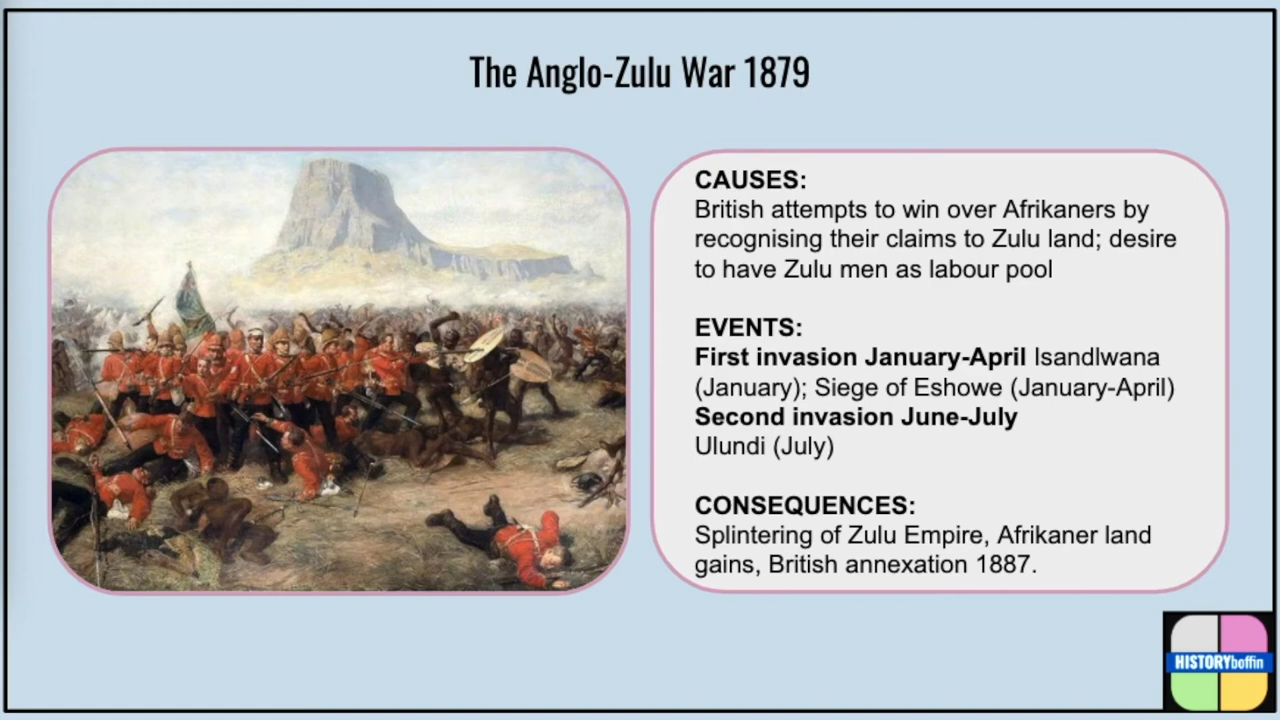 The Anglo-Zulu War 1879
CAUSES:
British attempts to win over Afrikaners by
recognising their claims to Zulu land; desire
to have Zulu men as labour pool
EVENTS:
First invasion January-April Isandlwana
(January); Siege of Eshowe (January-April)
Second invasion June-July
Ulundi (July)
CONSEQUENCES:
Splintering of Zulu Empire, Afrikaner land
gains, British annexation 1887.
HISTORYboffin